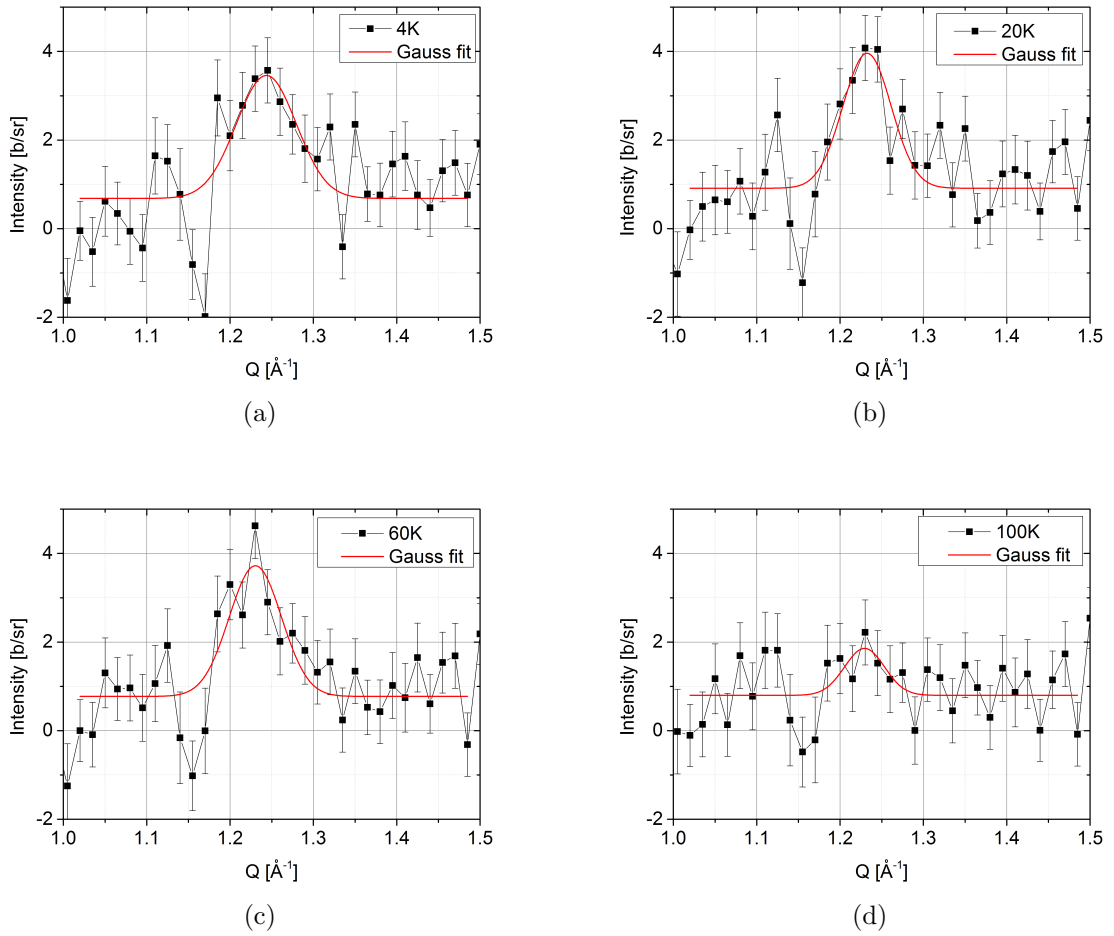 4K
Gauss fit
4
2
0
-2
Intensity [b/sr]
1.0 1.1 1.2 1.3 1.4 1.5
Q [Å-1]
(a)
20K
Gauss fit
4
2
0
-2
Intensity [b/sr]
1.0 1.1 1.2 1.3 1.4 1.5
Q [Å-1]
(b)
60K
Gauss fit
4
2
0
-2
Intensity [b/sr]
1.0 1.1 1.2 1.3 1.4 1.5
Q [Å-1]
(c)
100K
Gauss fit
4
2
0
-2
Intensity [b/sr]
1.0 1.1 1.2 1.3 1.4 1.5
Q [Å-1]
(d)